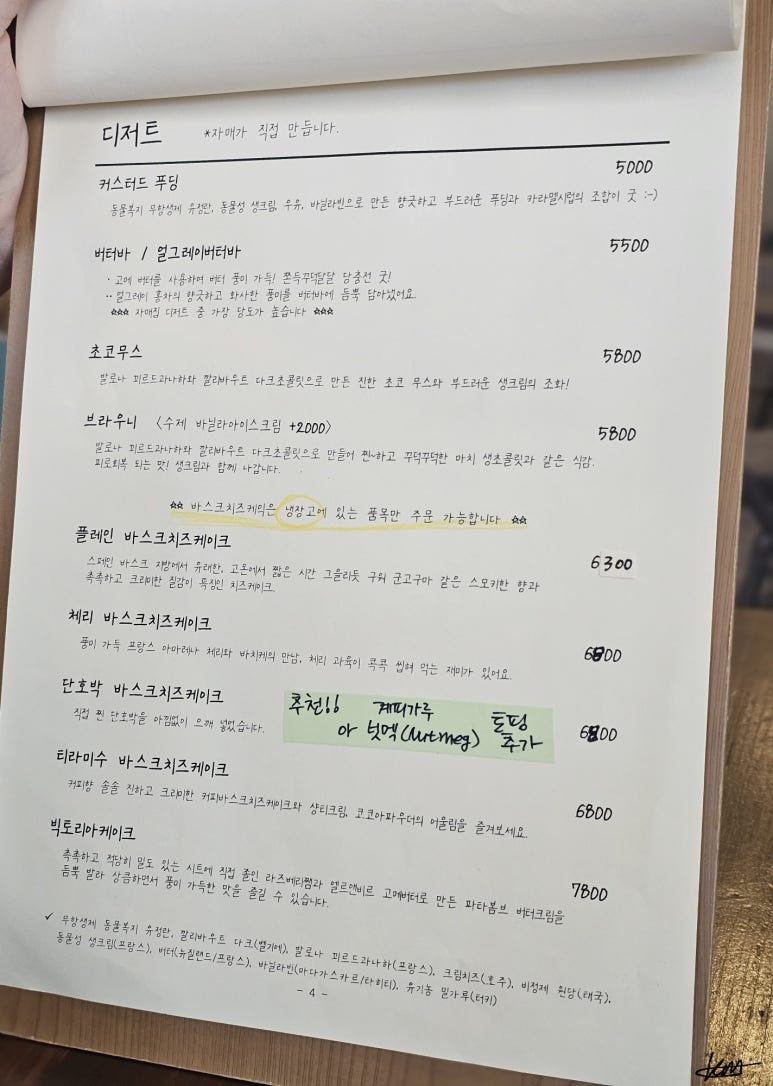 디저트 *자매가 직접 만듭니다.
커스터드 푸딩 5000
동물복지 무항생제 유정란, 동물성 생크림, 우유, 바닐라빈으로 만든 향긋하고 부드러운 푸딩과 카라멜시럽의 조합이 굿 :-)
버터바 / 얼그레이버터바 5500
· 고메 버터를 사용하여 버터 풍미 가득! 쫀득꾸덕달달 당충전 굿!
·· 얼그레이 홍차의 향긋하고 화사한 풍미를 버터바에 듬뿍 담아냈어요.
☆☆☆ 자매집 디저트 중 가장 당도가 높습니다 ☆☆☆
초코무스 5800
발로나 페르드과나하와 깔리바우트 다크초콜릿으로 만든 진한 초코 무스와 부드러운 생크림의 조화!
브라우니 〈수제 바닐라아이스크림 +2000〉 5800
발로나 페르드과나하와 깔리바우트 다크초콜릿으로 만들어 찐~하고 꾸덕꾸덕한 마치 생초콜릿과 같은 식감.
피로회복 되는 맛! 생크림과 함께 나갑니다.
☆☆ 바스크치즈케익은 냉장고에 있는 품목만 주문 가능합니다 ☆☆
플레인 바스크치즈케이크 6300
스페인 바스크 지방에서 유래한, 고온에서 짧은 시간 그을리듯 구워 군고구마 같은 스모키한 향과
촉촉하고 크리미한 질감이 특징인 치즈케이크.
체리 바스크치즈케이크 6800
풍미 가득 프랑스 아마레나 체리와 바치케의 만남, 체리 과육이 콕콕 씹혀 먹는 재미가 있어요.
단호박 바스크치즈케이크 6800
직접 찐 단호박을 아낌없이 으깨 넣었습니다.
추천!! 계피가루
or 넛멕(Nutmeg) 토핑
추가
티라미수 바스크치즈케이크 6800
커피향 솔솔 진하고 크리미한 커피바스크치즈케이크와 샹티크림, 코코아파우더의 어울림을 즐겨보세요.
빅토리아케이크 7800
촉촉하고 적당히 밀도 있는 시트에 직접 졸인 라즈베리쨈과 엘르앤비르 고메버터로 만든 파타봄브 버터크림을
듬뿍 발라 상큼하면서 풍미 가득한 맛을 즐길 수 있습니다.
✓ 무항생제 동물복지 유정란, 깔리바우트 다크(벨기에), 발로나 페르드과나하(프랑스), 크림치즈(호주), 비정제 원당(태국),
동물성 생크림(프랑스), 버터(뉴질랜드/프랑스), 바닐라빈(마다가스카르/타히티), 유기농 밀가루(터키)
- 4 -